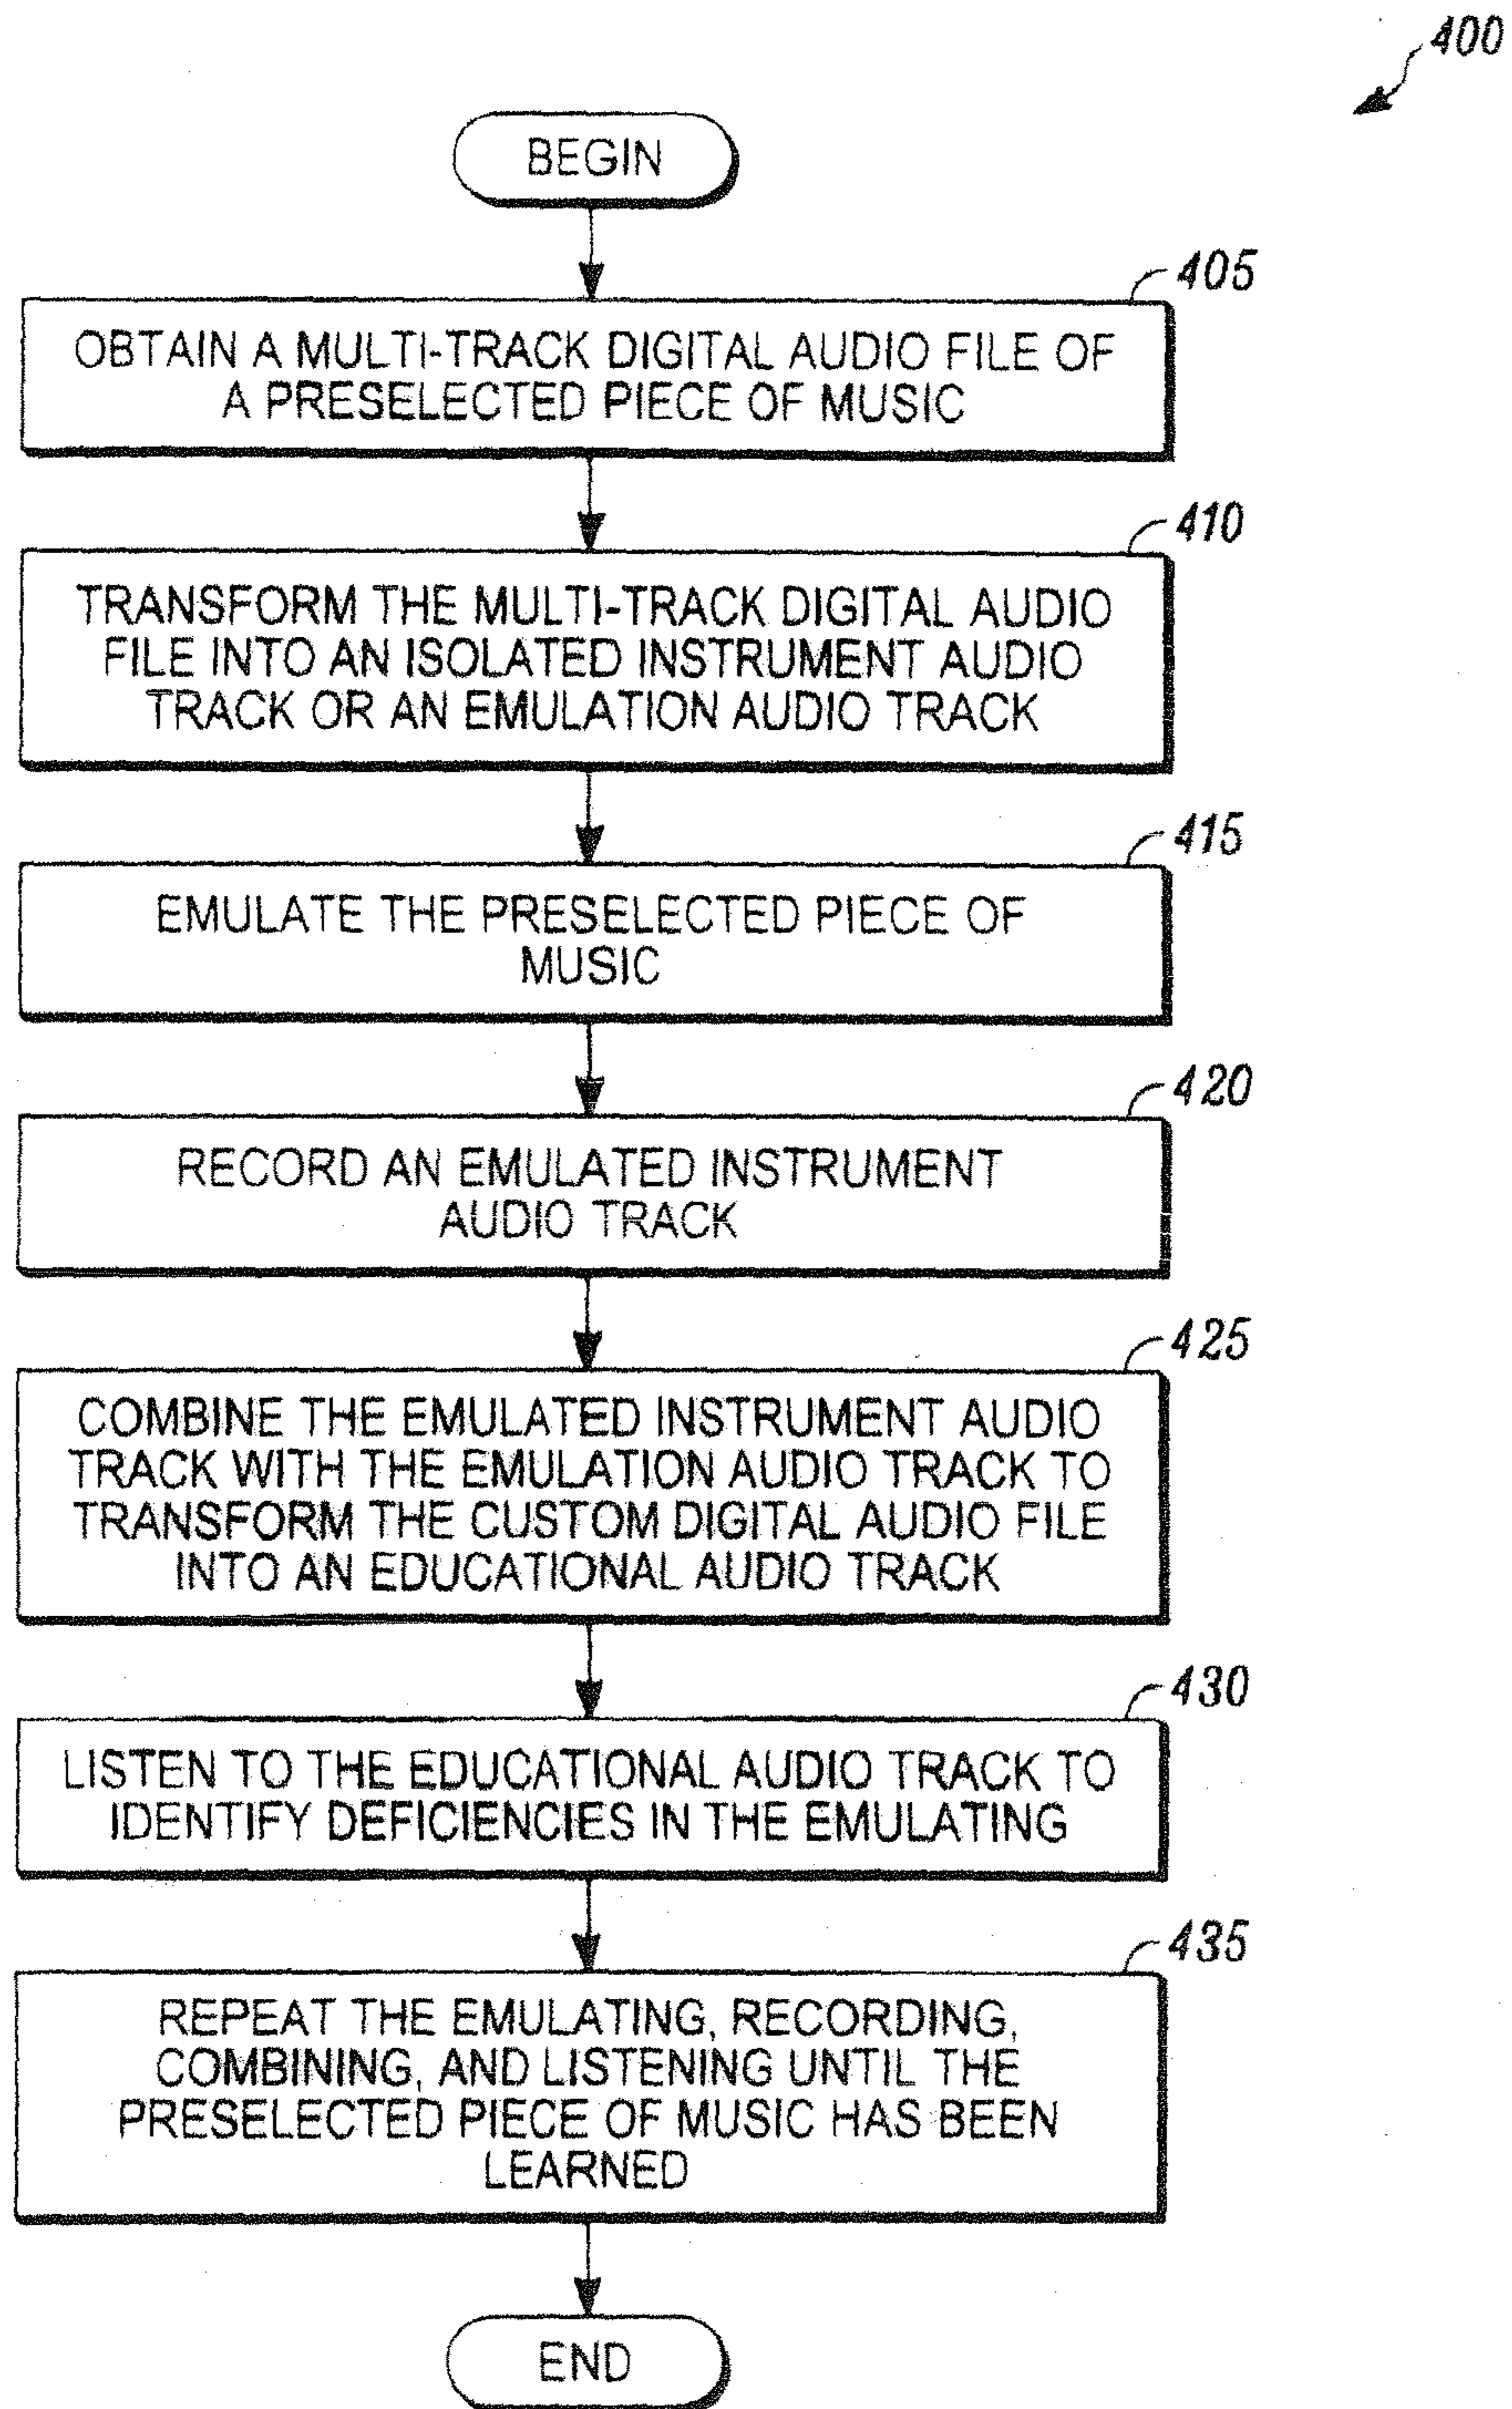 400
BEGIN
405
OBTAIN A MULTI-TRACK DIGITAL AUDIO FILE OF
A PRESELECTED PIECE OF MUSIC
410
TRANSFORM THE MULTI-TRACK DIGITAL AUDIO
FILE INTO AN ISOLATED INSTRUMENT AUDIO
TRACK OR AN EMULATION AUDIO TRACK
415
EMULATE THE PRESELECTED PIECE OF
MUSIC
420
RECORD AN EMULATED INSTRUMENT
AUDIO TRACK
425
COMBINE THE EMULATED INSTRUMENT AUDIO
TRACK WITH THE EMULATION AUDIO TRACK TO
TRANSFORM THE CUSTOM DIGITAL AUDIO FILE
INTO AN EDUCATIONAL AUDIO TRACK
430
LISTEN TO THE EDUCATIONAL AUDIO TRACK TO
IDENTIFY DEFICIENCIES IN THE EMULATING
435
REPEAT THE EMULATING, RECORDING,
COMBINING, AND LISTENING UNTIL THE
PRESELECTED PIECE OF MUSIC HAS BEEN
LEARNED
END